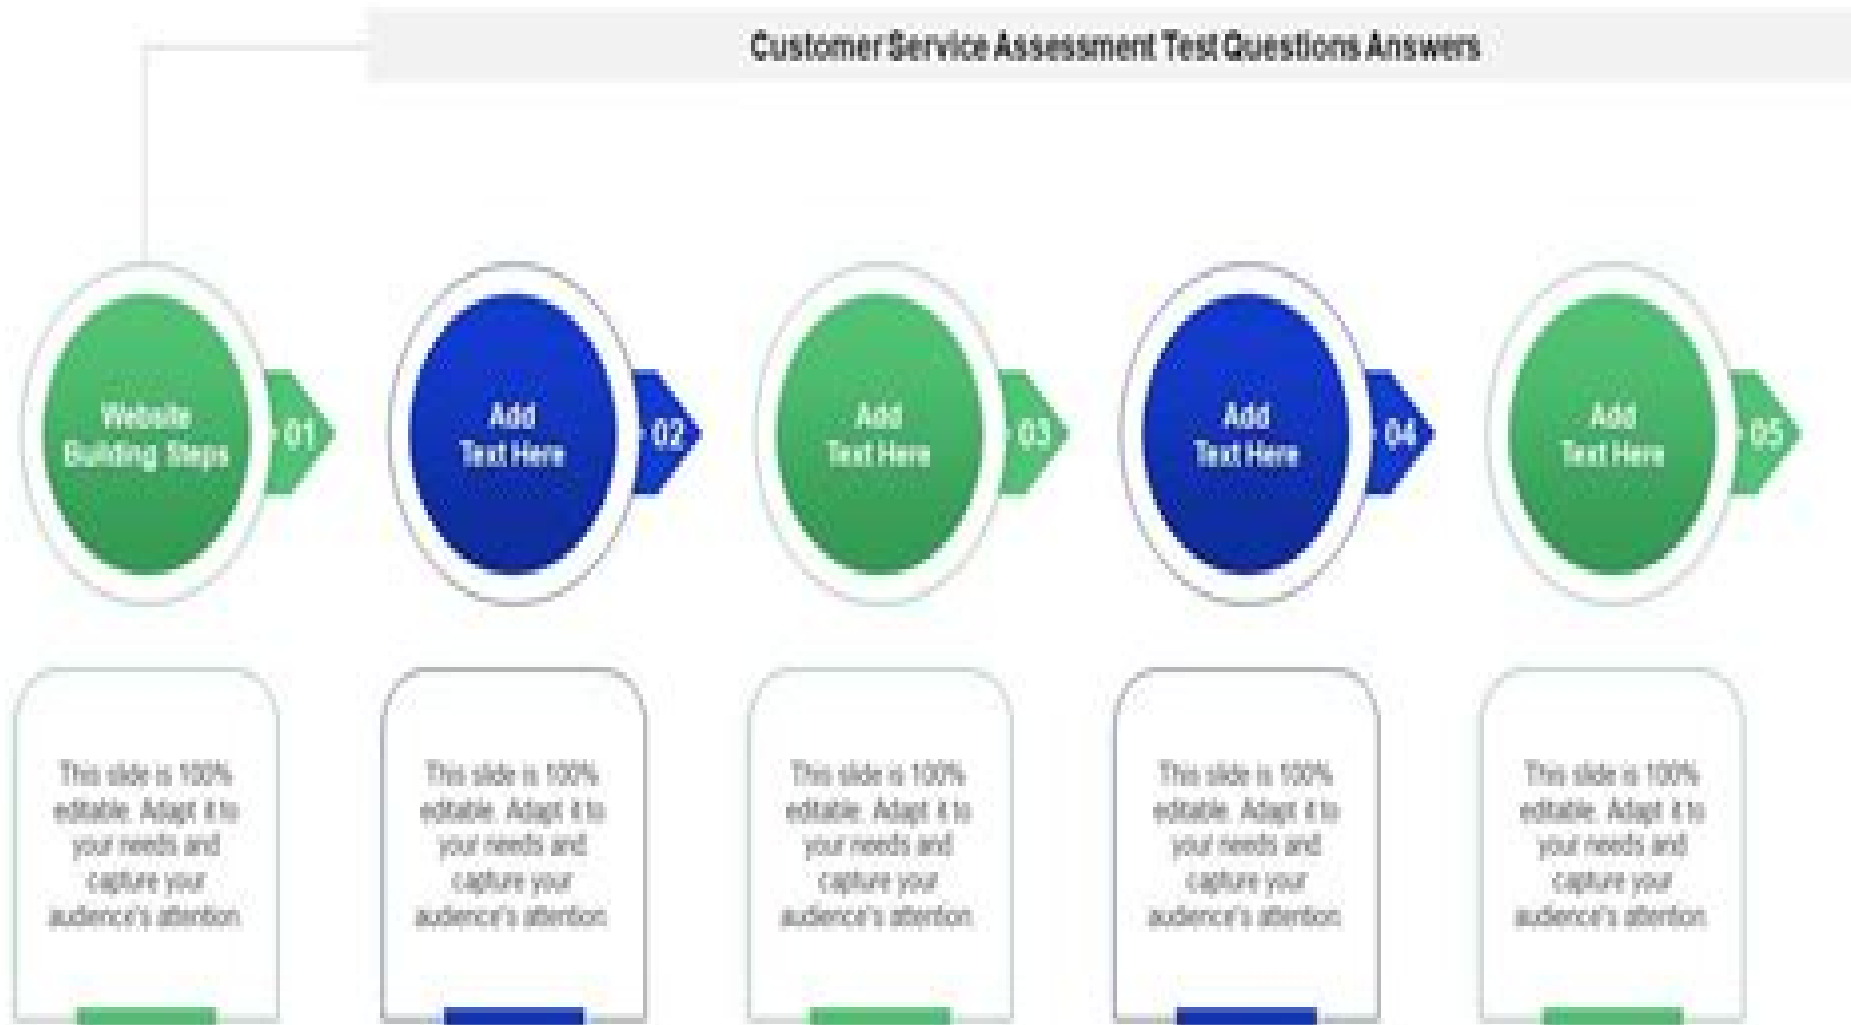 Customer Service Assessment Test Questions Answers
Website
Building Steps
01
Add
Text Here
02
Add
Text Here
03
Add
Text Here
04
Add
Text Here
05
This slide is 100%
editable. Adapt it to
your needs and
capture your
audience's attention.
This slide is 100%
editable. Adapt it to
your needs and
capture your
audience's attention.
This slide is 100%
editable. Adapt it to
your needs and
capture your
audience's attention.
This slide is 100%
editable. Adapt it to
your needs and
capture your
audience's attention.
This slide is 100%
editable. Adapt it to
your needs and
capture your
audience's attention.